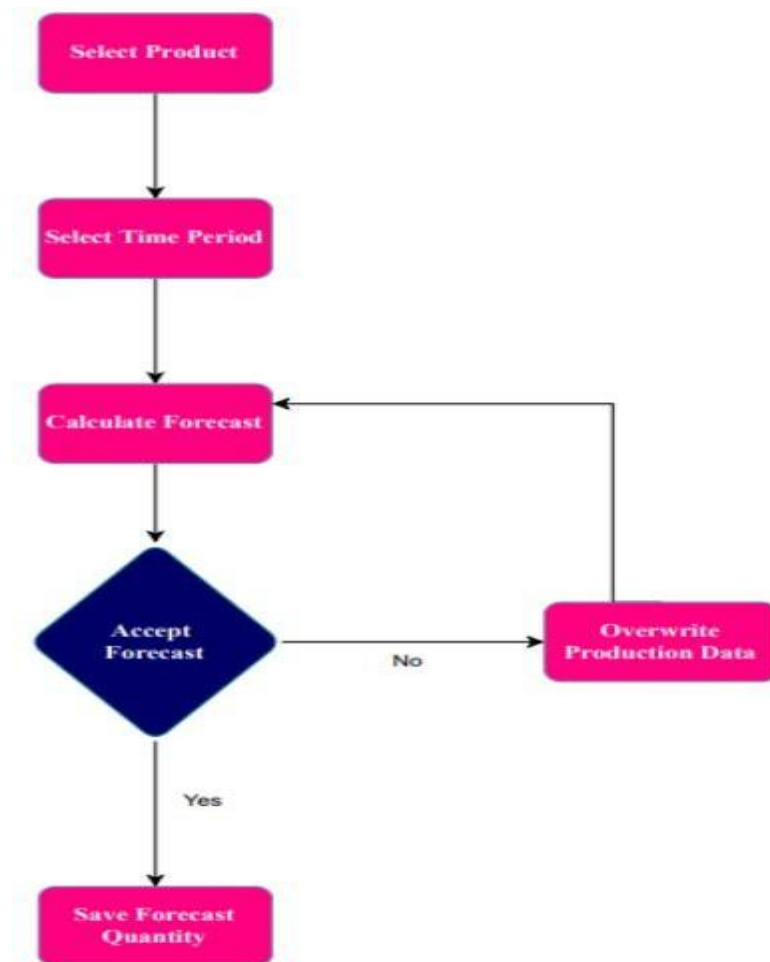 Select Product
Select Time Period
Calculate Forecast
Accept
Forecast
No
Overwrite
Production Data
Yes
Save Forecast
Quantity